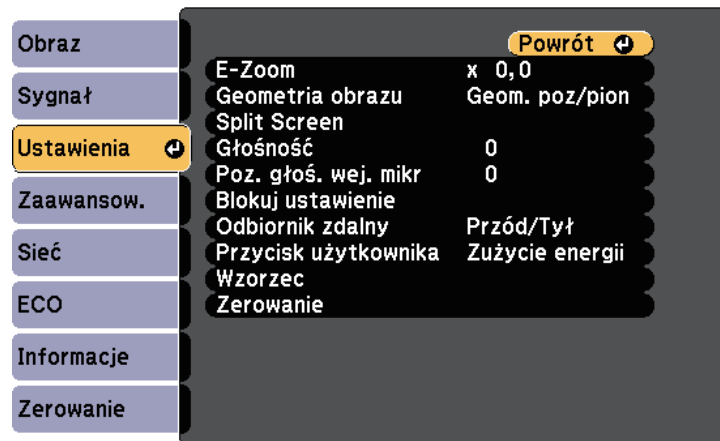 Obraz
Sygnał
Ustawienia
Zaawansow.
Sieć
ECO
Informacje
Zerowanie
Powrót
E-Zoom x 0,0
Geometria obrazu Geom. poz/pion
Split Screen
Głośność 0
Poz. głoś. wej. mikr 0
Blokuj ustawienie
Odbiornik zdalny Przód/Tył
Przycisk użytkownika Zużycie energii
Wzorzec
Zerowanie